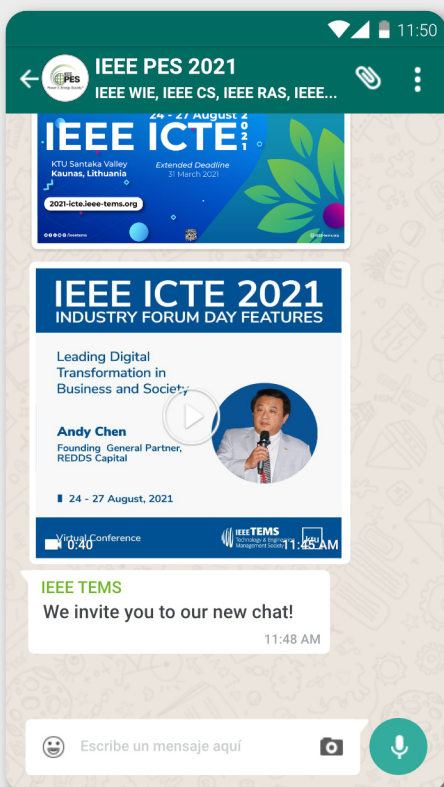 11:50
PES
IEEE PES 2021
IEEE WIE, IEEE CS, IEEE RAS, IEEE...
24 - 27 August 2021
IEEE ICTE
KTU Santaka Valley
Kaunas, Lithuania
Extended Deadline
31 March 2021
2021-icte.ieee-tems.org
IEEE ICTE 2021
INDUSTRY FORUM DAY FEATURES
Leading Digital
Transformation in
Business and Society
Andy Chen
Founding General Partner,
REDDS Capital
24 - 27 August, 2021
Virtual Conference
0:40
IEEE TEMS
Technology & Engineering
Management Society
ktu
11:45 AM
IEEE TEMS
We invite you to our new chat!
11:48 AM
Escribe un mensaje aquí